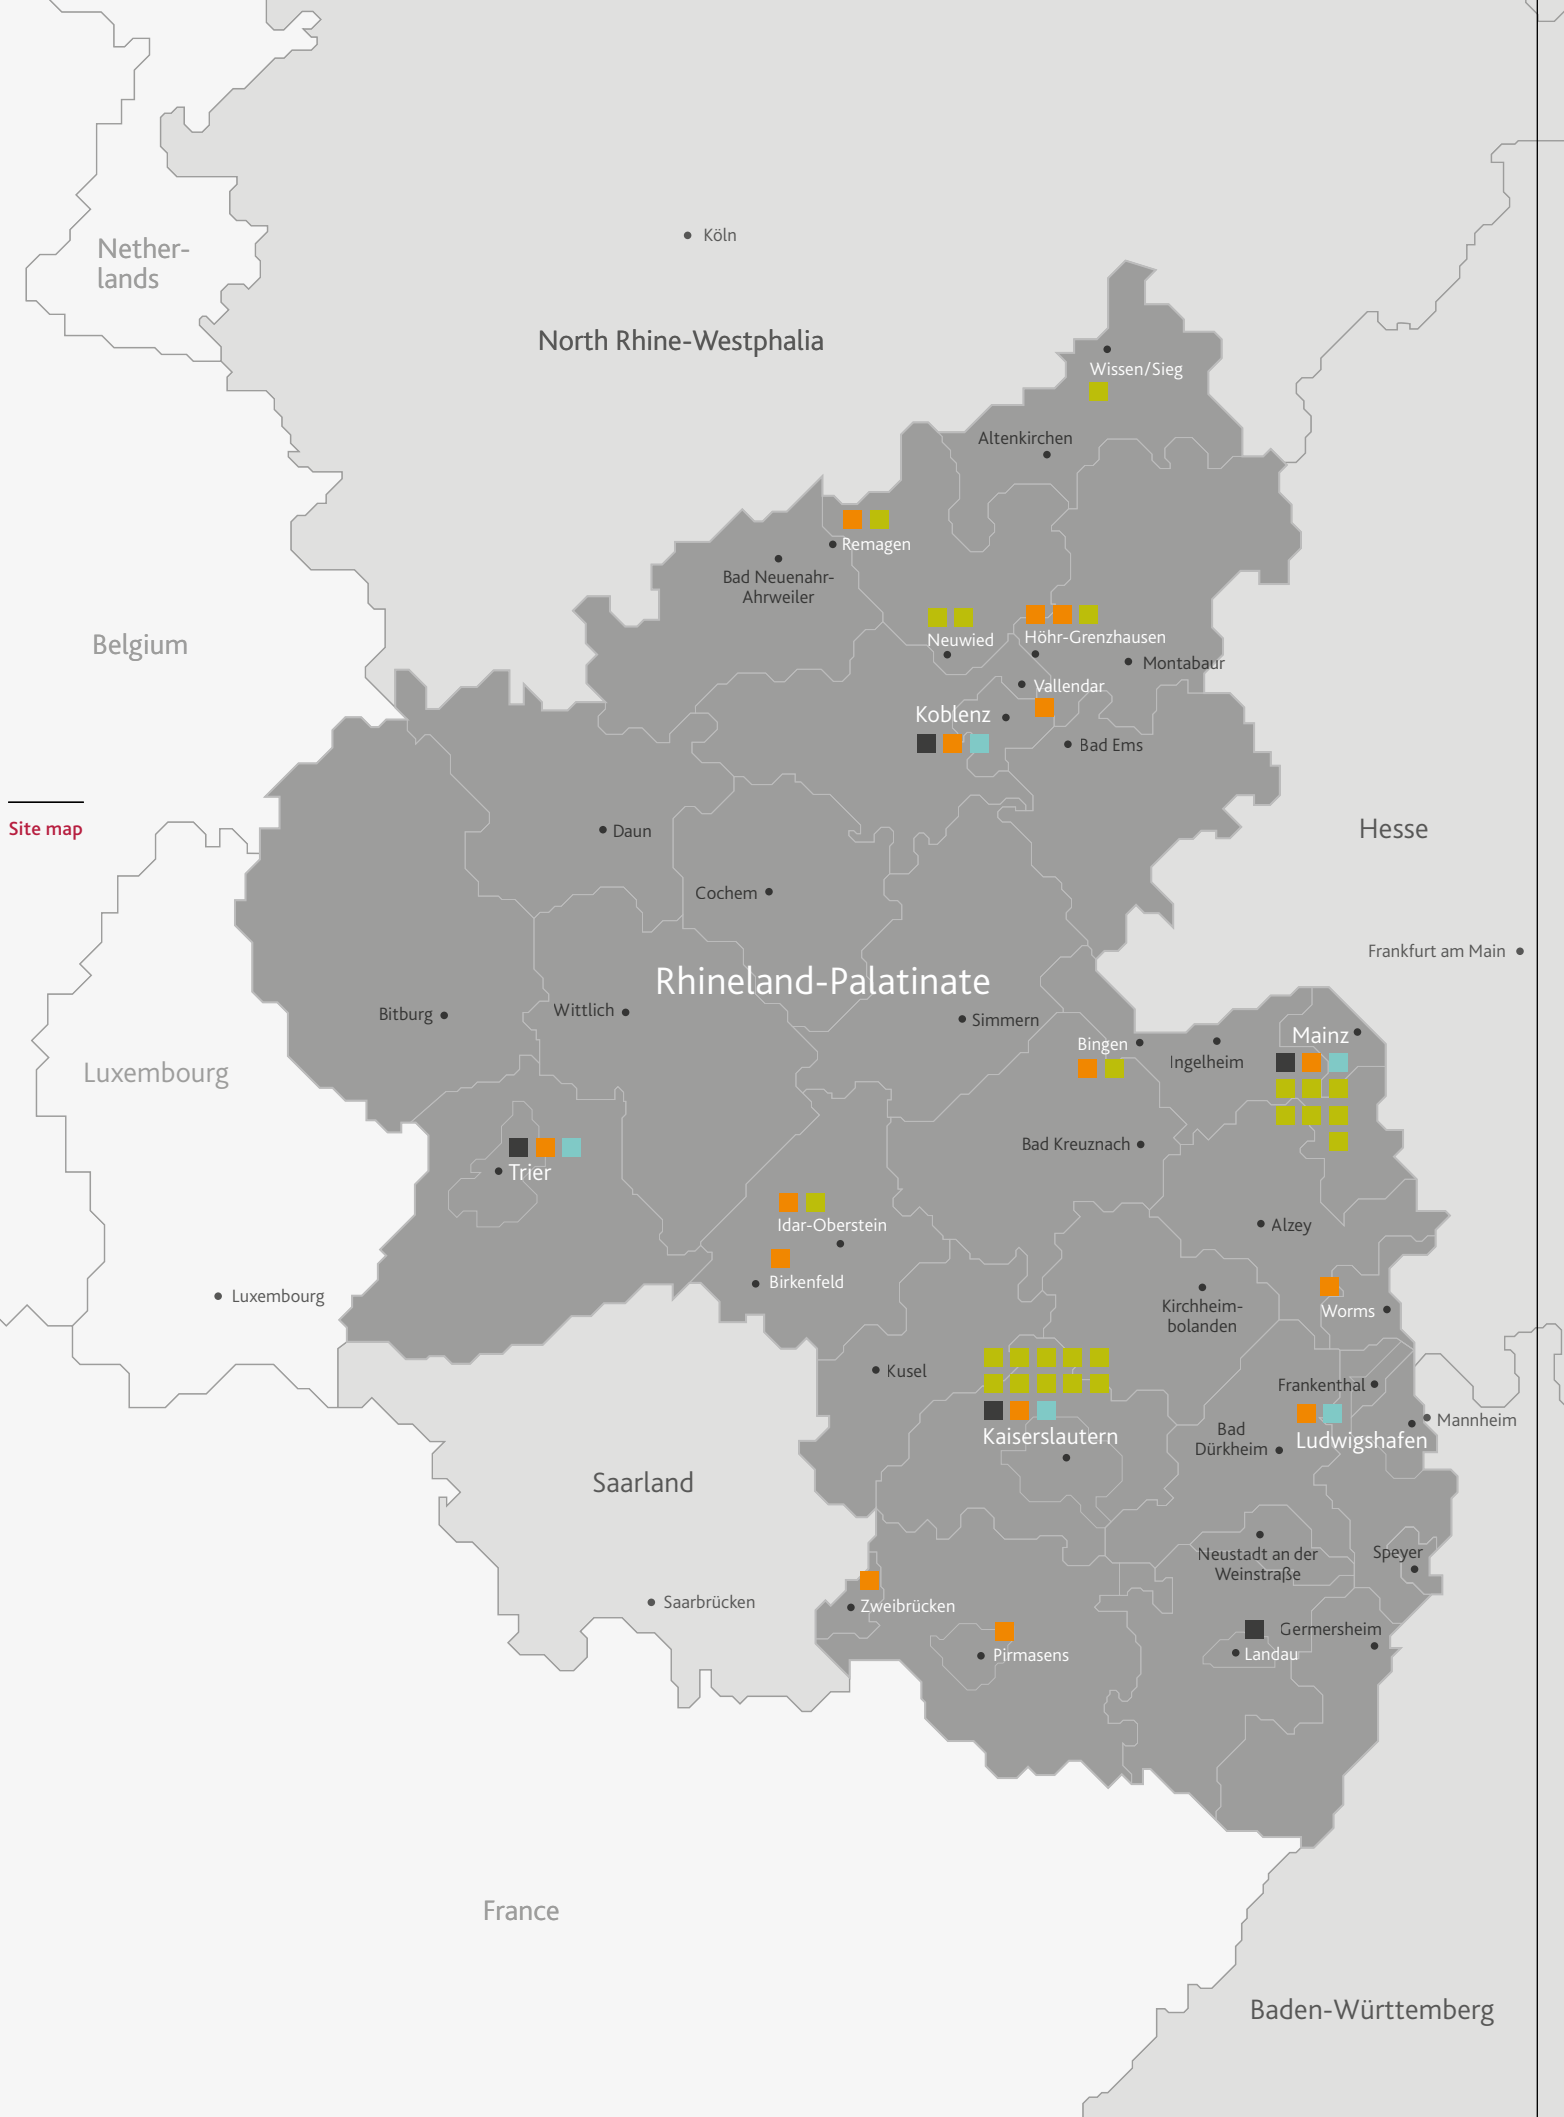 Köln
Nether-
lands
North Rhine-Westphalia
Wissen/Sieg
Altenkirchen
Remagen
Bad Neuenahr-
Ahrweiler
Belgium
Neuwied
Höhr-Grenzhausen
Montabaur
Vallendar
Koblenz
Bad Ems
Site map
Daun
Hesse
Cochem
Frankfurt am Main
Rhineland-Palatinate
Bitburg
Wittlich
Simmern
Mainz
Bingen
Ingelheim
Luxembourg
Bad Kreuznach
Trier
Idar-Oberstein
Alzey
Birkenfeld
Luxembourg
Kirchheim-
bolanden
Worms
Kusel
Frankenthal
Mannheim
Kaiserslautern
Bad
Dürkheim
Ludwigshafen
Saarland
Neustadt an der
Weinstraße
Speyer
Saarbrücken
Zweibrücken
Germersheim
Pirmasens
Landau
France
Baden-Württemberg